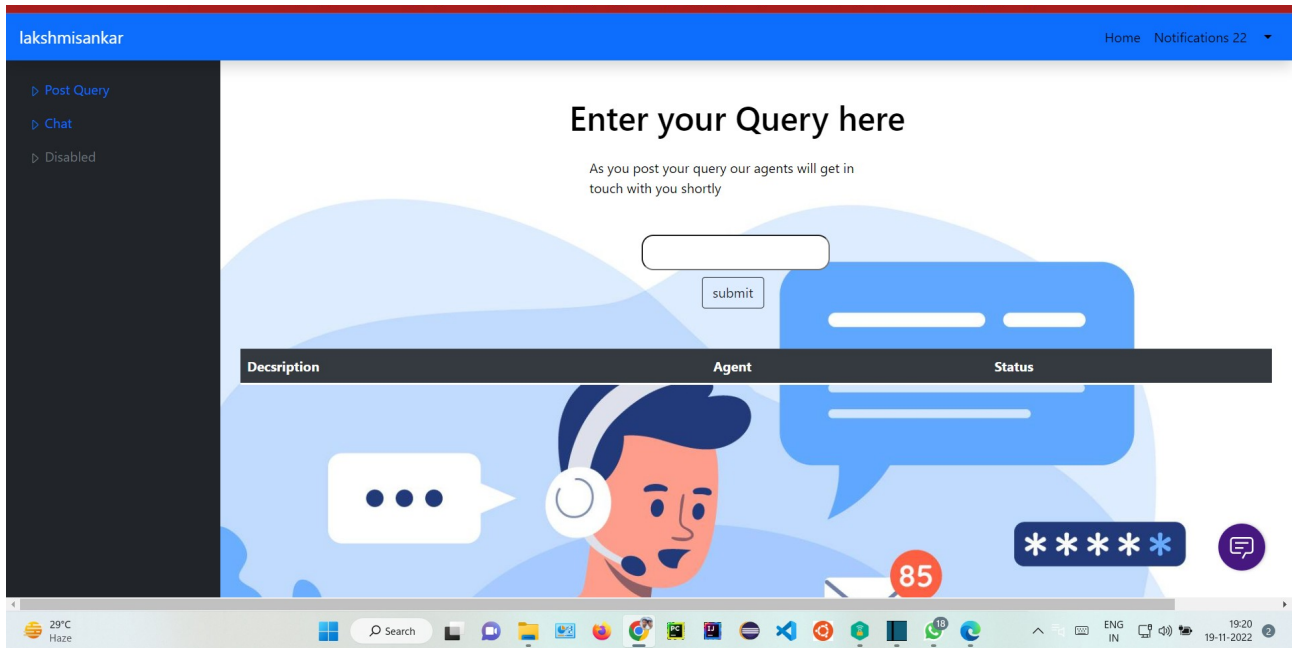 lakshmisankar
Home Notifications 22
Post Query
Chat
Disabled
Enter your Query here
As you post your query our agents will get in
touch with you shortly
submit
Decsription Agent Status
*****
85
29°C
Haze
Search
PC
IJ
18
ENG
IN
19:20
19-11-2022
2